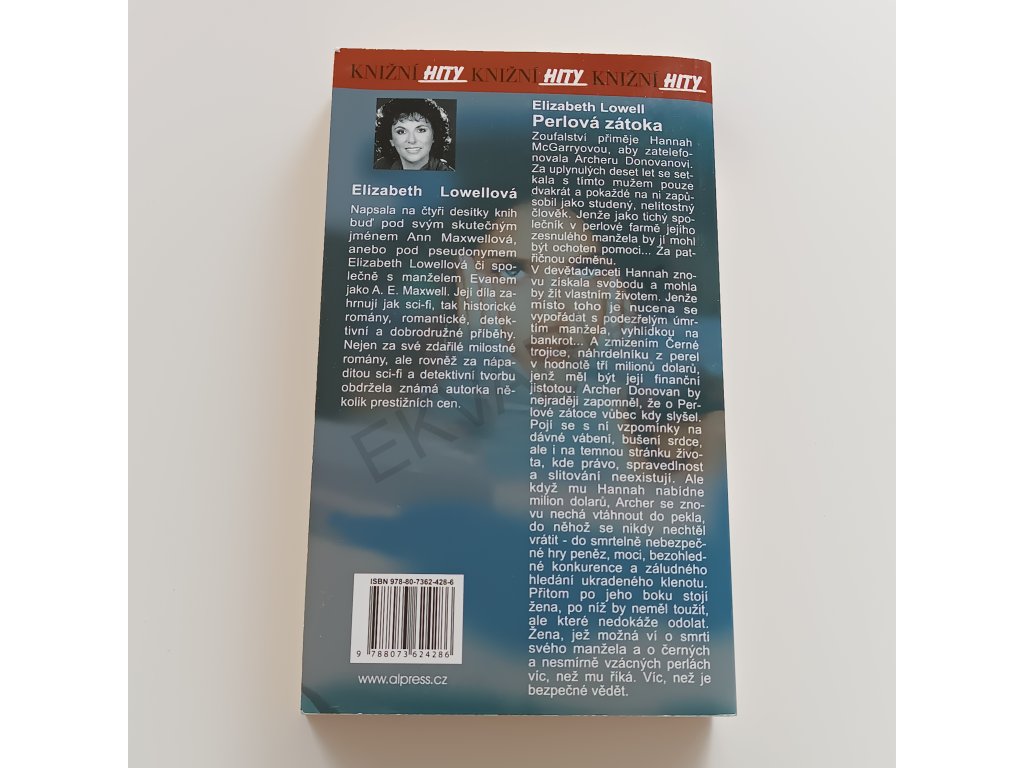 KNIŽNÍ HITY KNIŽNÍ HITY KNIŽNÍ HITY
Elizabeth Lowellová
Napsala na čtyři desítky knih
buď pod svým skutečným
jménem Ann Maxwellová,
anebo pod pseudonymem
Elizabeth Lowellová či spo-
lečně s manželem Evanem
jako A. E. Maxwell. Její díla za-
hrnují jak sci-fi, tak historické
romány, romantické, detek-
tivní a dobrodružné příběhy.
Nejen za své zdařilé milostné
romány, ale rovněž za nápa-
ditou sci-fi a detektivní tvorbu
obdržela známá autorka ně-
kolik prestižních cen.
ISBN 978-80-7362-428-6
9 788073 624286
www.alpress.cz
Elizabeth Lowell
Perlová zátoka
Zoufalství přiměje Hannah
McGarryovou, aby zatelefo-
novala Archeru Donovanovi.
Za uplynulých deset let se set-
kala s tímto mužem pouze
dvakrát a pokaždé na ni zapů-
sobil jako studený, nelítostný
člověk. Jenže jako tichý spo-
lečník v perlové farmě jejího
zesnulého manžela by jí mohl
být ochoten pomoci... Za pat-
řičnou odměnu.
V devětadvaceti Hannah zno-
vu získala svobodu a mohla
by žít vlastním životem. Jenže
místo toho je nucena se
vypořádat s podezřelým úmr-
tím manžela, vyhlídkou na
bankrot... A zmizením Černé
trojice, náhrdelníku z perel
v hodnotě tří milionů dolarů,
jenž měl být její finanční
jistotou. Archer Donovan by
nejraději zapomněl, že o Per-
lové zátoce vůbec kdy slyšel.
Pojí se s ní vzpomínky na
dávné vábení, bušení srdce,
ale i na temnou stránku živo-
ta, kde právo, spravedlnost
a slitování neexistují. Ale
když mu Hannah nabídne
milion dolarů, Archer se zno-
vu nechá vtáhnout do pekla,
do něhož se nikdy nechtěl
vrátit - do smrtelně nebezpeč-
né hry peněz, moci, bezohled-
né konkurence a záludného
hledání ukradeného klenotu.
Přitom po jeho boku stojí
žena, po níž by neměl toužit,
ale které nedokáže odolat.
Žena, jež možná ví o smrti
svého manžela a o černých
a nesmírně vzácných perlách
víc, než mu říká. Víc, než je
bezpečné vědět.